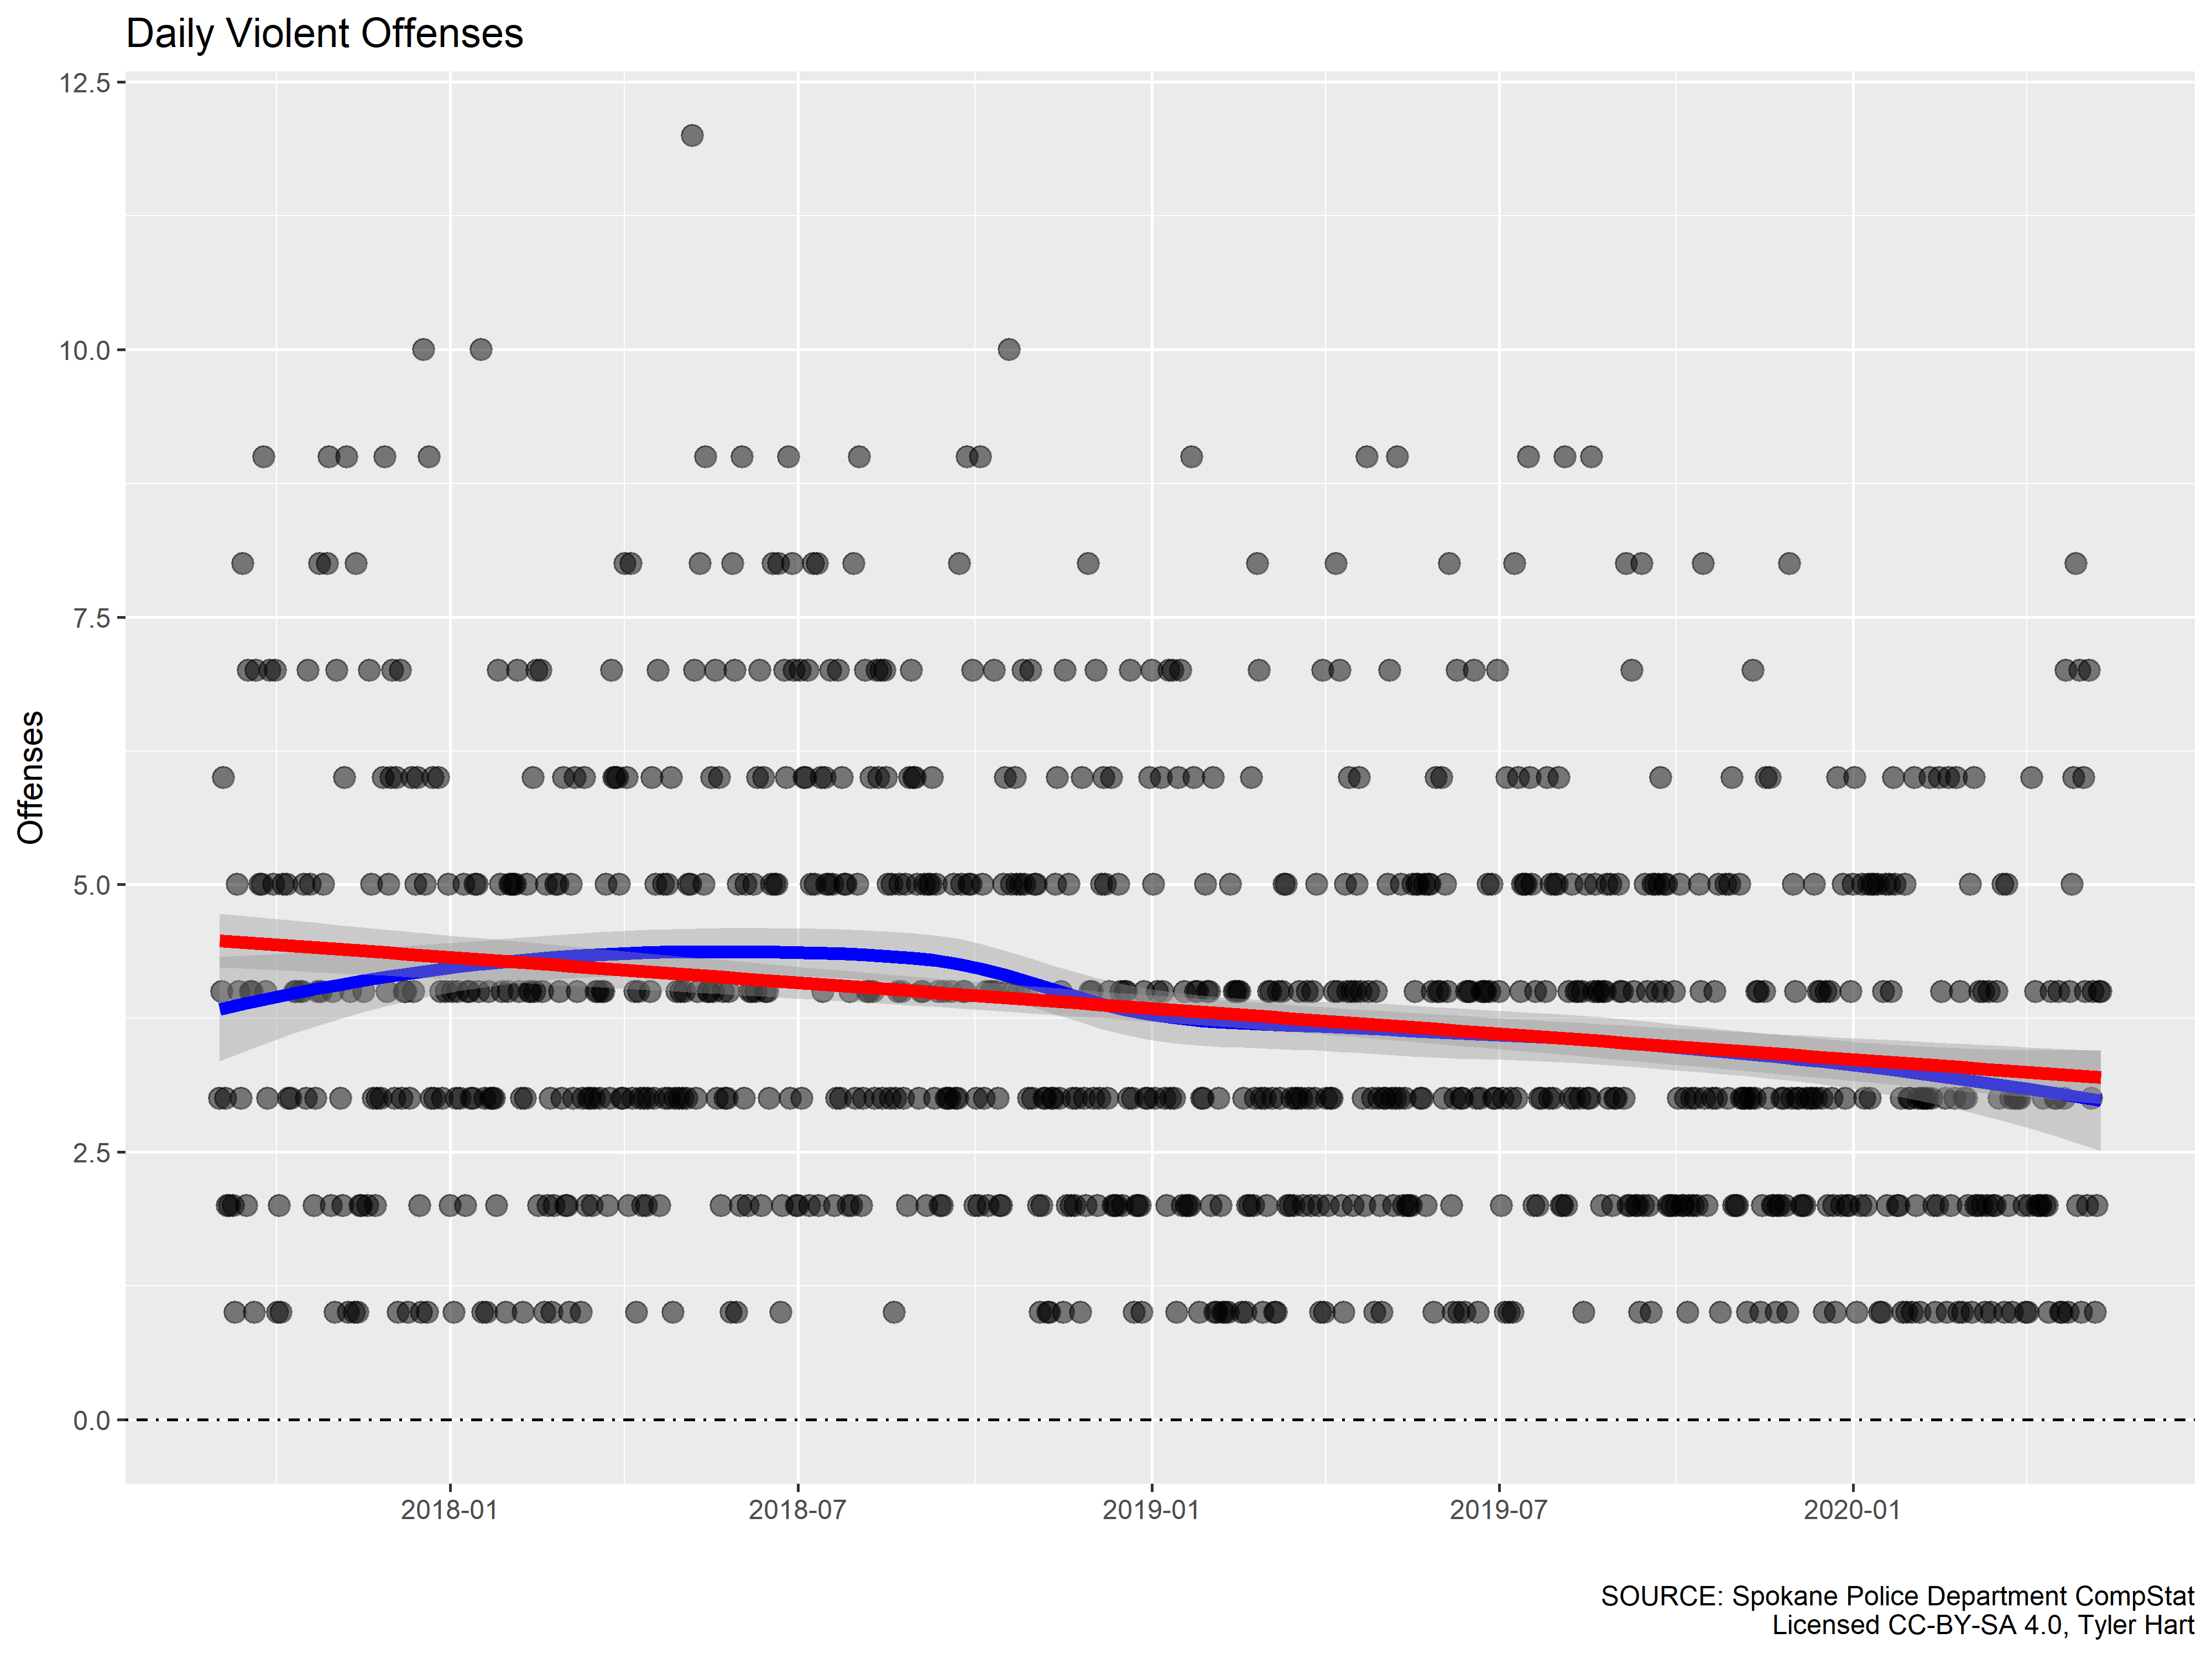 Daily Violent Offenses
12.5
10.0
7.5
5.0
2.5
0.0
Offenses
2018-01
2018-07
2019-01
2019-07
2020-01
SOURCE: Spokane Police Department CompStat
Licensed CC-BY-SA 4.0, Tyler Hart